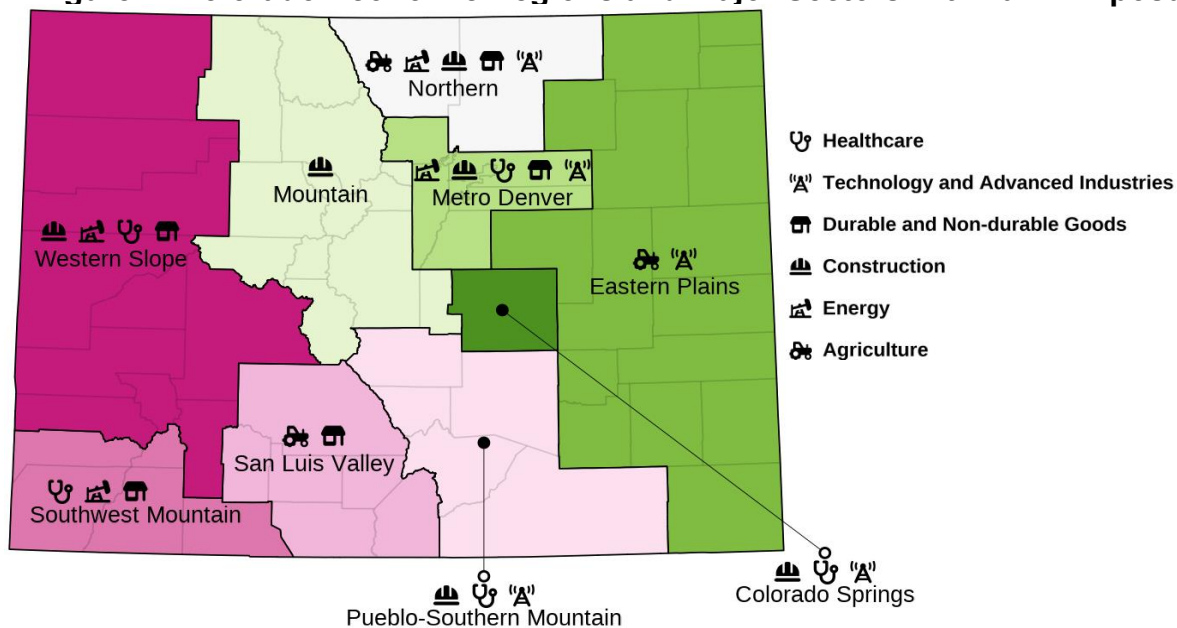 Northern
Mountain
Metro Denver
Western Slope
Eastern Plains
San Luis Valley
Southwest Mountain
Pueblo-Southern Mountain
Colorado Springs
Healthcare
Technology and Advanced Industries
Durable and Non-durable Goods
Construction
Energy
Agriculture